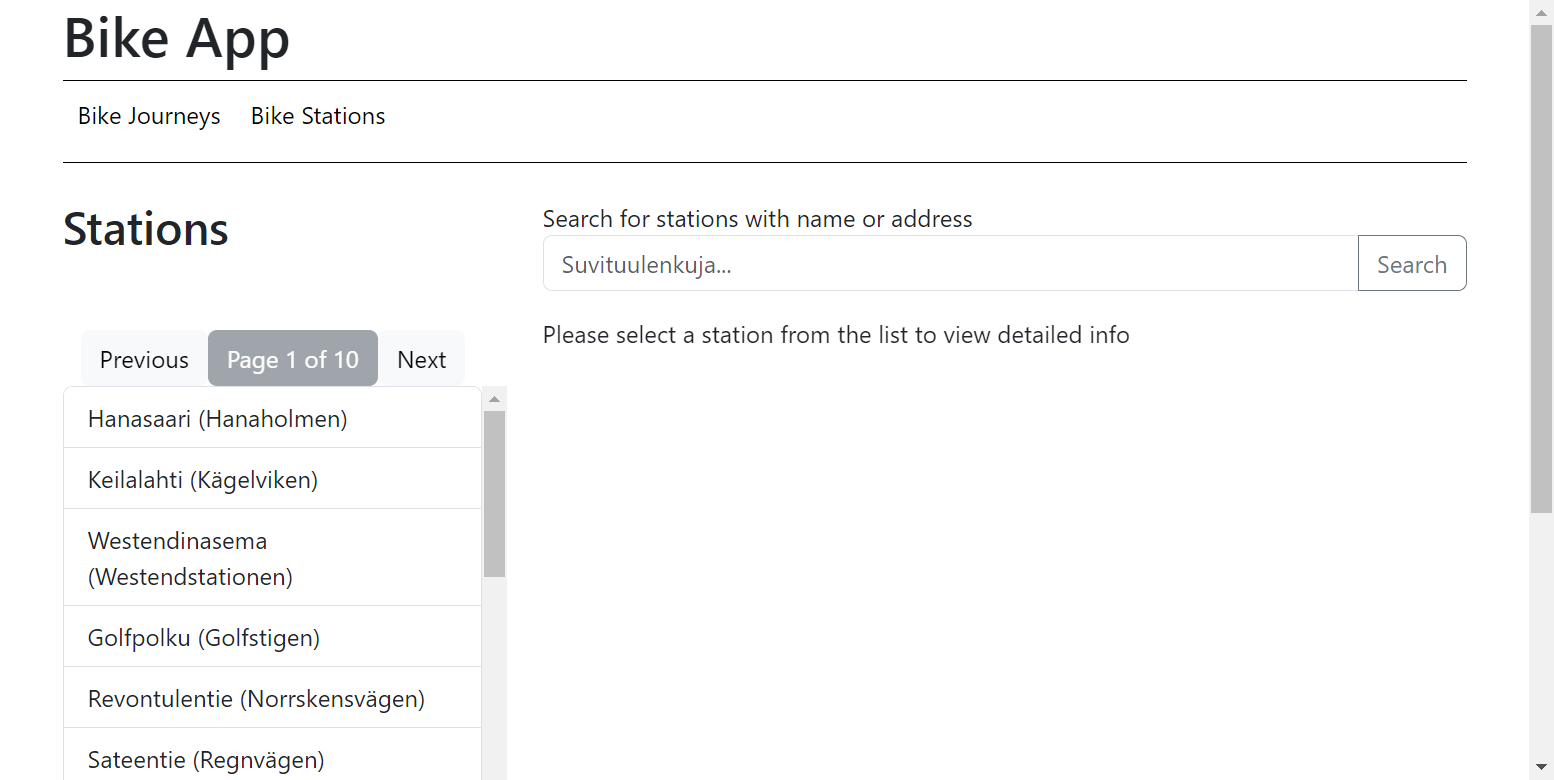 Bike App
Bike Journeys Bike Stations
Stations
Search for stations with name or address
Suvituulenkuja...
Search
Please select a station from the list to view detailed info
Previous Page 1 of 10 Next
Hanasaari (Hanaholmen)
Keilalahti (Kägelviken)
Westendinasema
(Westendstationen)
Golfpolku (Golfstigen)
Revontulentie (Norrskensvägen)
Sateentie (Regnvägen)